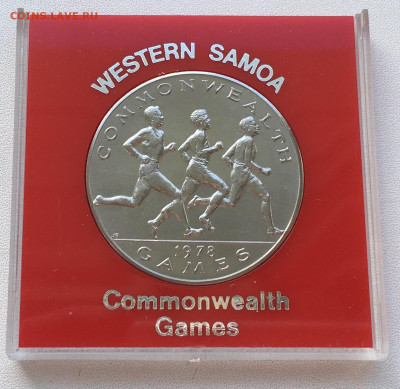 COINS.LAVE.RU
WESTERN SAMOA
COMMONWEALTH
1978
GAMES
Commonwealth
Games